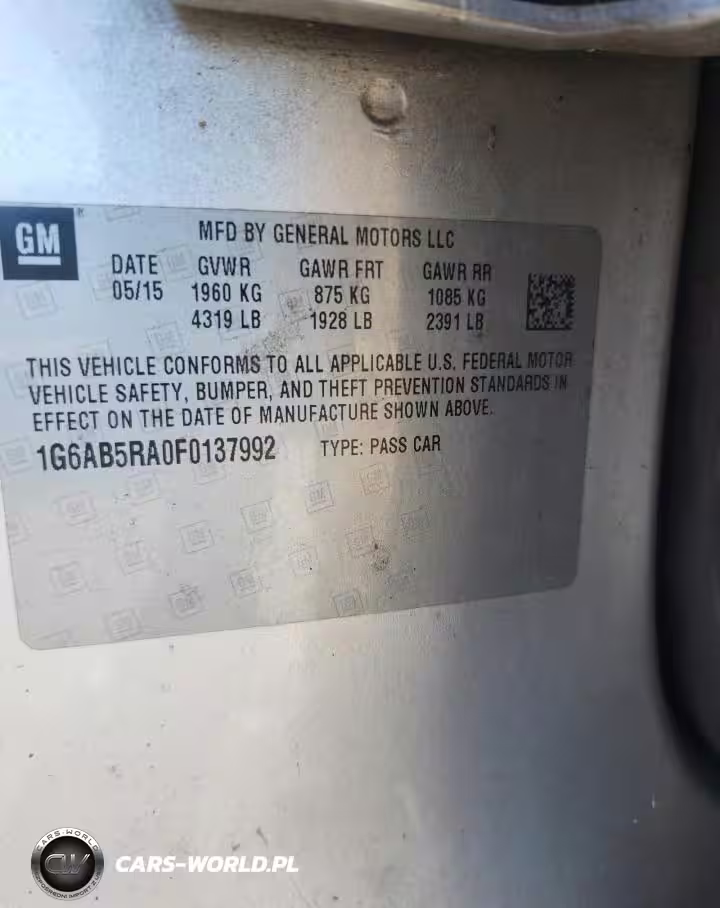 GM
MFD BY GENERAL MOTORS LLC
DATE GVWR GAWR FRT GAWR RR
05/15 1960 KG 875 KG 1085 KG
4319 LB 1928 LB 2391 LB
THIS VEHICLE CONFORMS TO ALL APPLICABLE U.S. FEDERAL MOTOR
VEHICLE SAFETY, BUMPER, AND THEFT PREVENTION STANDARDS IN
EFFECT ON THE DATE OF MANUFACTURE SHOWN ABOVE.
1G6AB5RA0F0137992 TYPE: PASS CAR
CARS-WORLD
CW
CARS-WORLD.PL